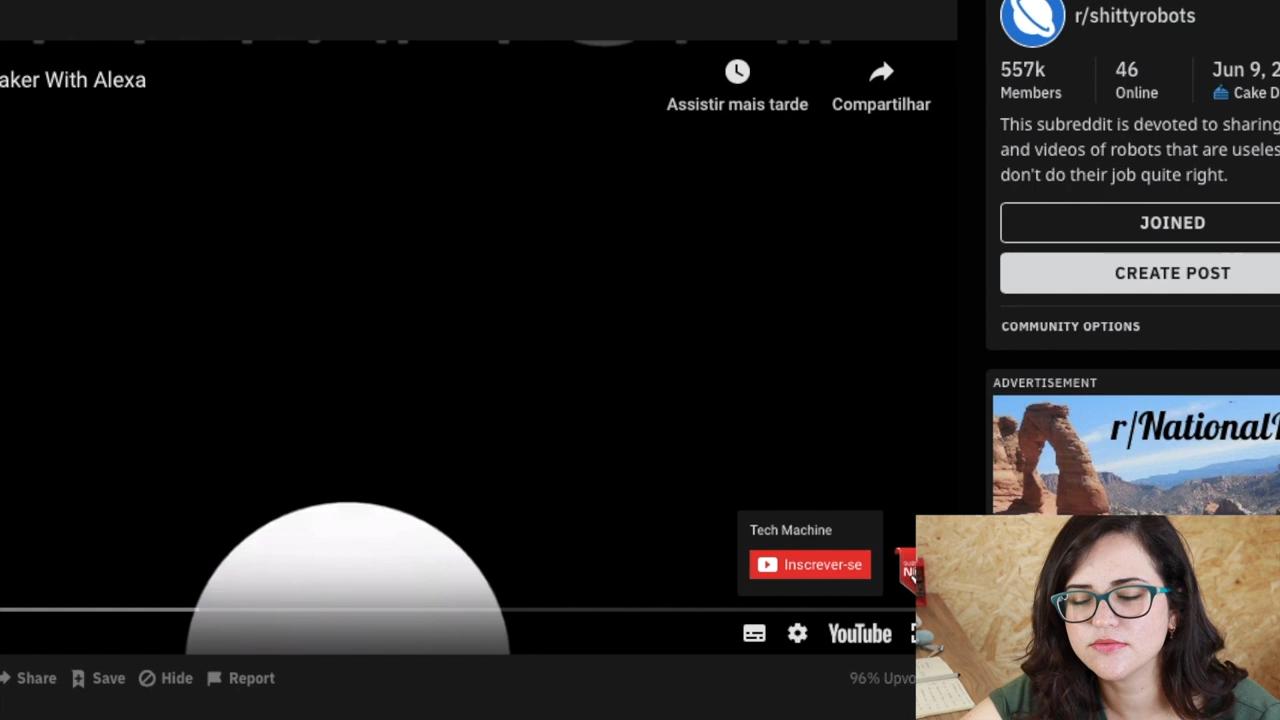 r/shittyrobots
aker With Alexa
Assistir mais tarde
Compartilhar
557k
46
Jun 9, 2
Members
Online
Cake D
This subreddit is devoted to sharing
and videos of robots that are useles
don't do their job quite right.
JOINED
CREATE POST
COMMUNITY OPTIONS
ADVERTISEMENT
r/National
Tech Machine
Inscrever-se
YouTube
Share
Save
Hide
Report
96% Upvo